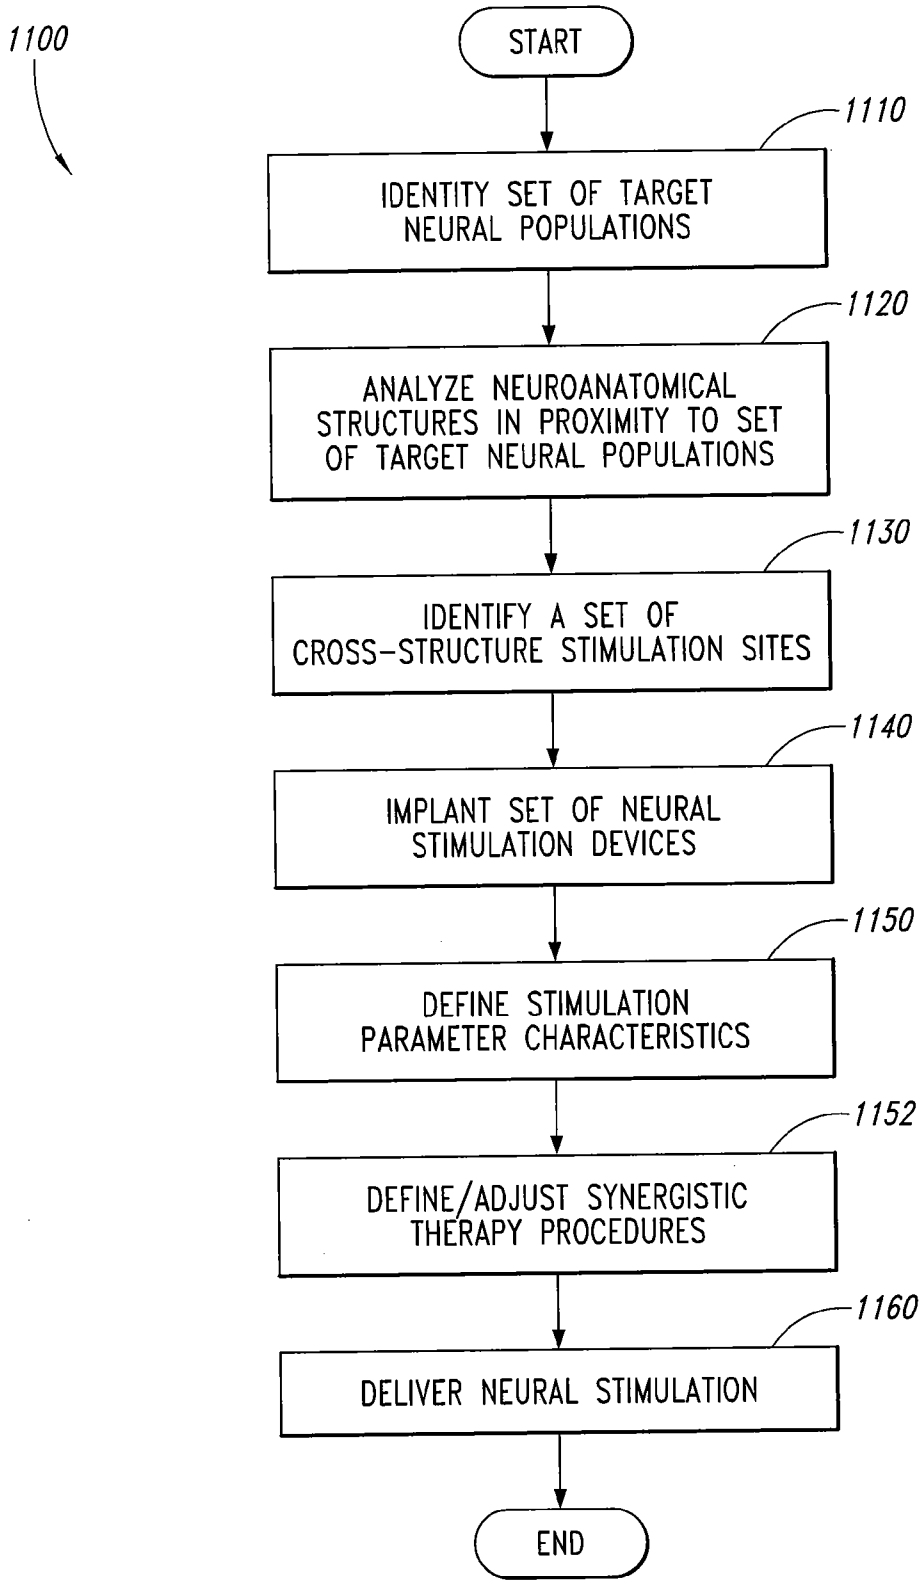 1100
START
1110
IDENTITY SET OF TARGET
NEURAL POPULATIONS
1120
ANALYZE NEUROANATOMICAL
STRUCTURES IN PROXIMITY TO SET
OF TARGET NEURAL POPULATIONS
1130
IDENTIFY A SET OF
CROSS-STRUCTURE STIMULATION SITES
1140
IMPLANT SET OF NEURAL
STIMULATION DEVICES
1150
DEFINE STIMULATION
PARAMETER CHARACTERISTICS
1152
DEFINE/ADJUST SYNERGISTIC
THERAPY PROCEDURES
1160
DELIVER NEURAL STIMULATION
END